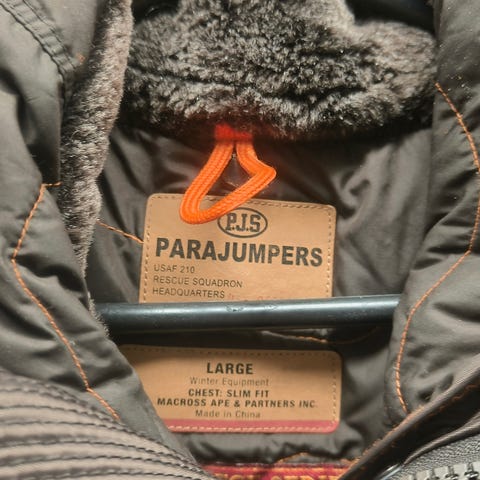 P.J.S
PARAJUMPERS
USAF 210
RESCUE SQUADRON
HEADQUARTERS
LARGE
Winter Equipment
CHEST: SLIM FIT
MACROSS APE & PARTNERS INC.
Made in China